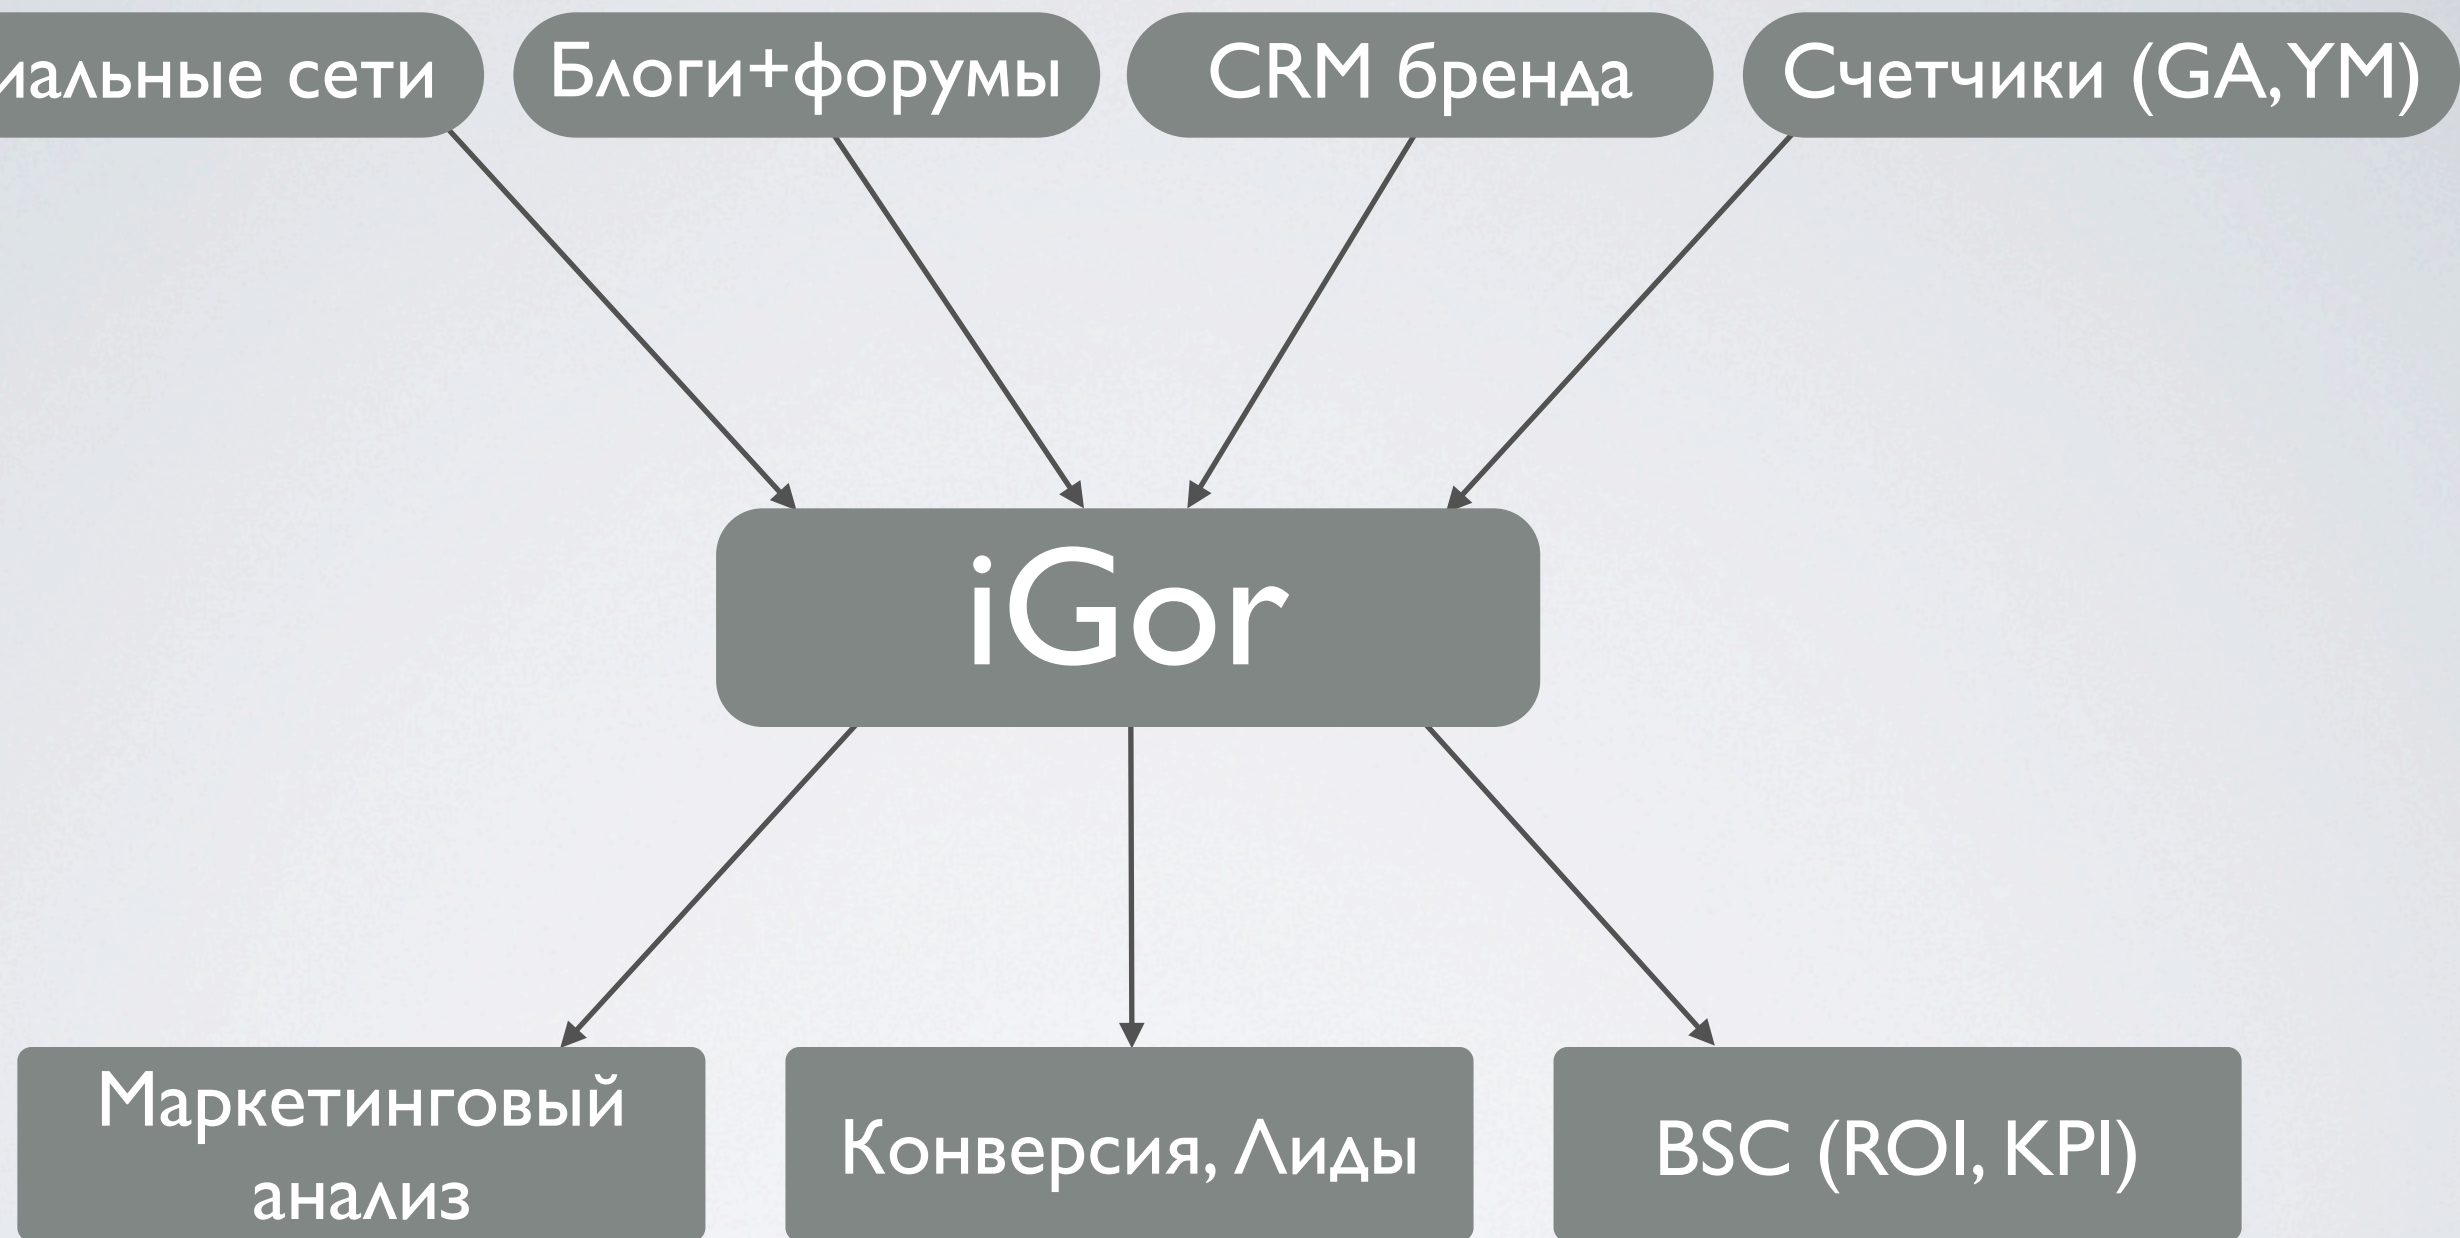 иальные сети
Блоги+форумы
CRM бренда
Счетчики (GA, YM)
iGor
Маркетинговый
анализ
Конверсия, Лиды
BSC (ROI, KPI)